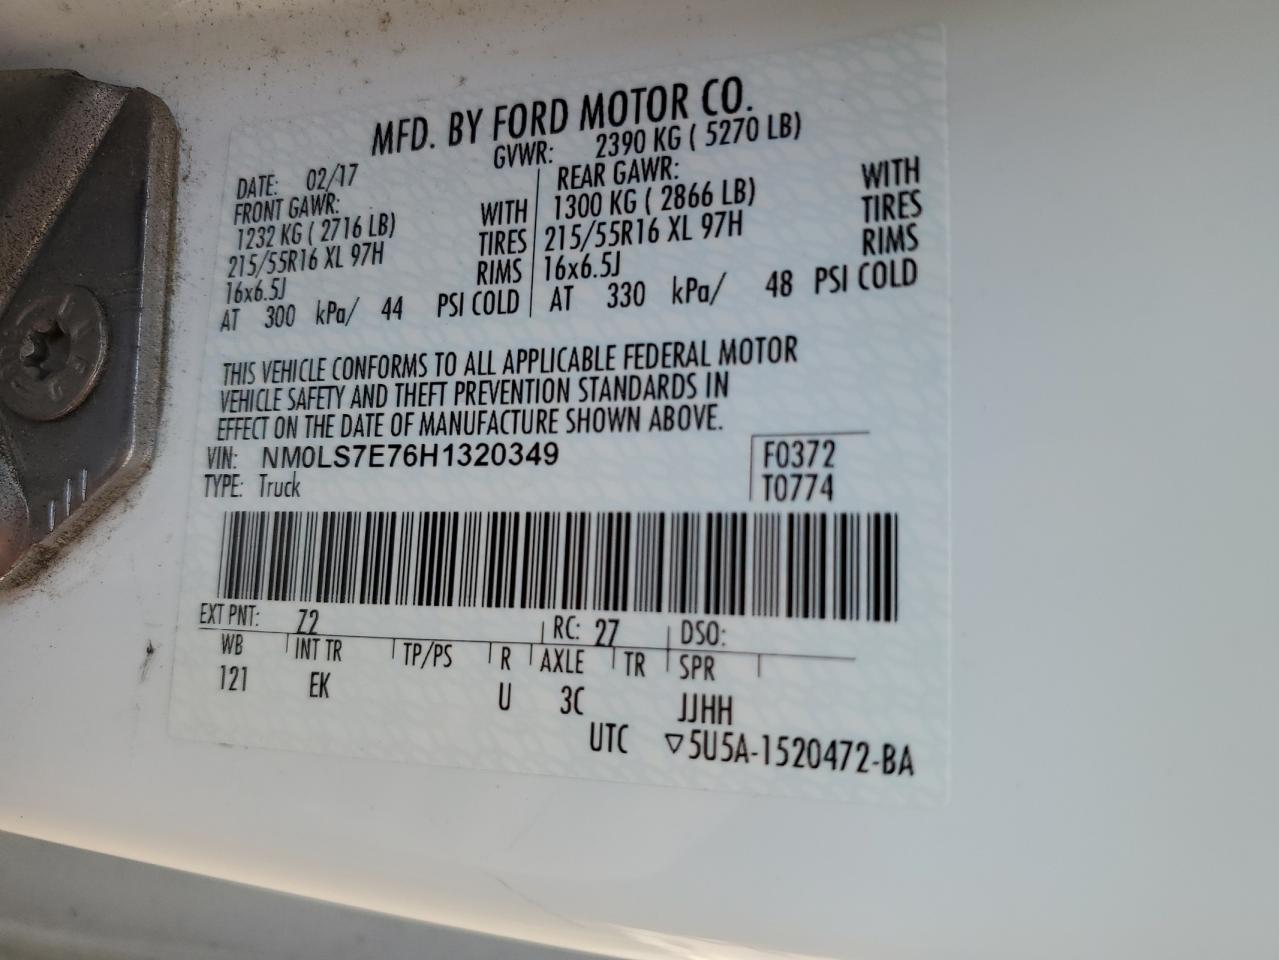 MFD. BY FORD MOTOR CO.
GVWR: 2390 KG ( 5270 LB)
DATE: 02/17
FRONT GAWR:
1232 KG ( 2716 LB) WITH
215/55R16 XL 97H TIRES
16x6.5J RIMS
AT 300 kPa/ 44 PSI COLD
REAR GAWR:
1300 KG ( 2866 LB) WITH
215/55R16 XL 97H TIRES
16x6.5J RIMS
AT 330 kPa/ 48 PSI COLD
THIS VEHICLE CONFORMS TO ALL APPLICABLE FEDERAL MOTOR
VEHICLE SAFETY AND THEFT PREVENTION STANDARDS IN
EFFECT ON THE DATE OF MANUFACTURE SHOWN ABOVE.
VIN: NM0LS7E76H1320349 F0372
TYPE: Truck T0774
EXT PNT: Z2 RC: 27 DSO:
WB INT TR TP/PS R AXLE TR SPR
121 EK U 3C JJHH
UTC ▽5U5A-1520472-BA